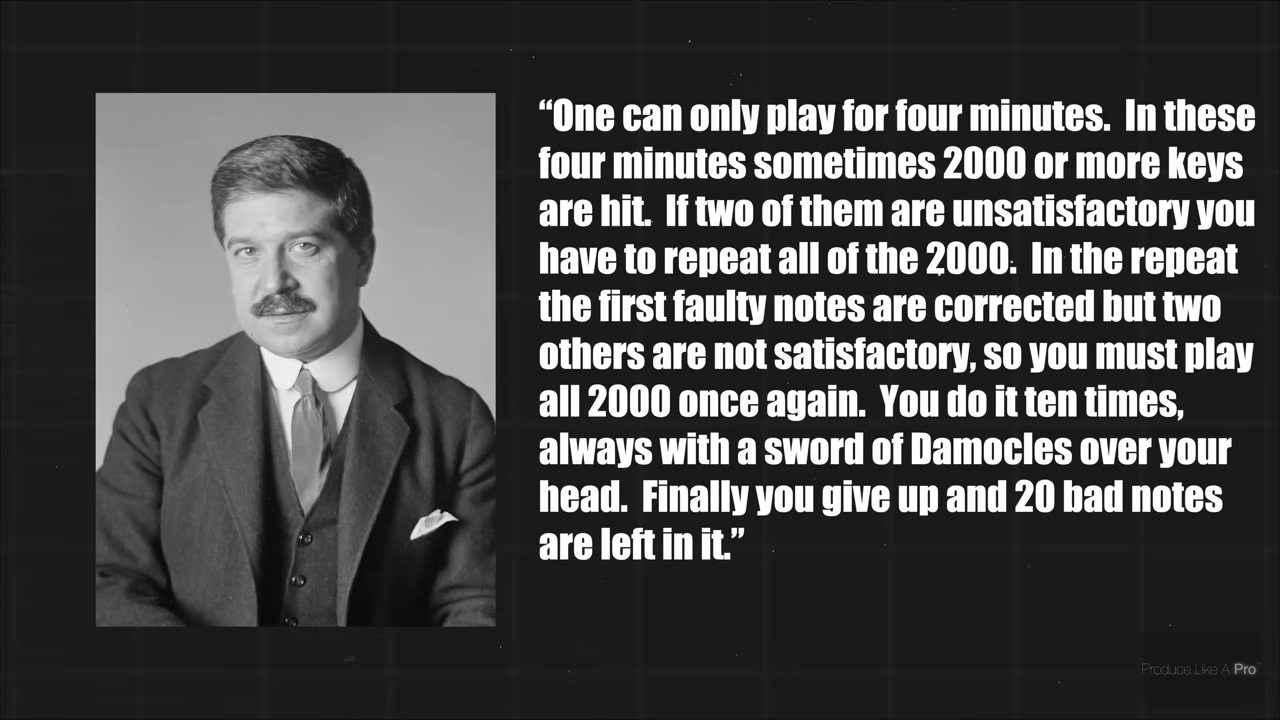 “One can only play for four minutes.  In these
four minutes sometimes 2000 or more keys
are hit.  If two of them are unsatisfactory you
have to repeat all of the 2000.  In the repeat
the first faulty notes are corrected but two
others are not satisfactory, so you must play
all 2000 once again.  You do it ten times,
always with a sword of Damocles over your
head.  Finally you give up and 20 bad notes
are left in it.”
Produce Like A Pro